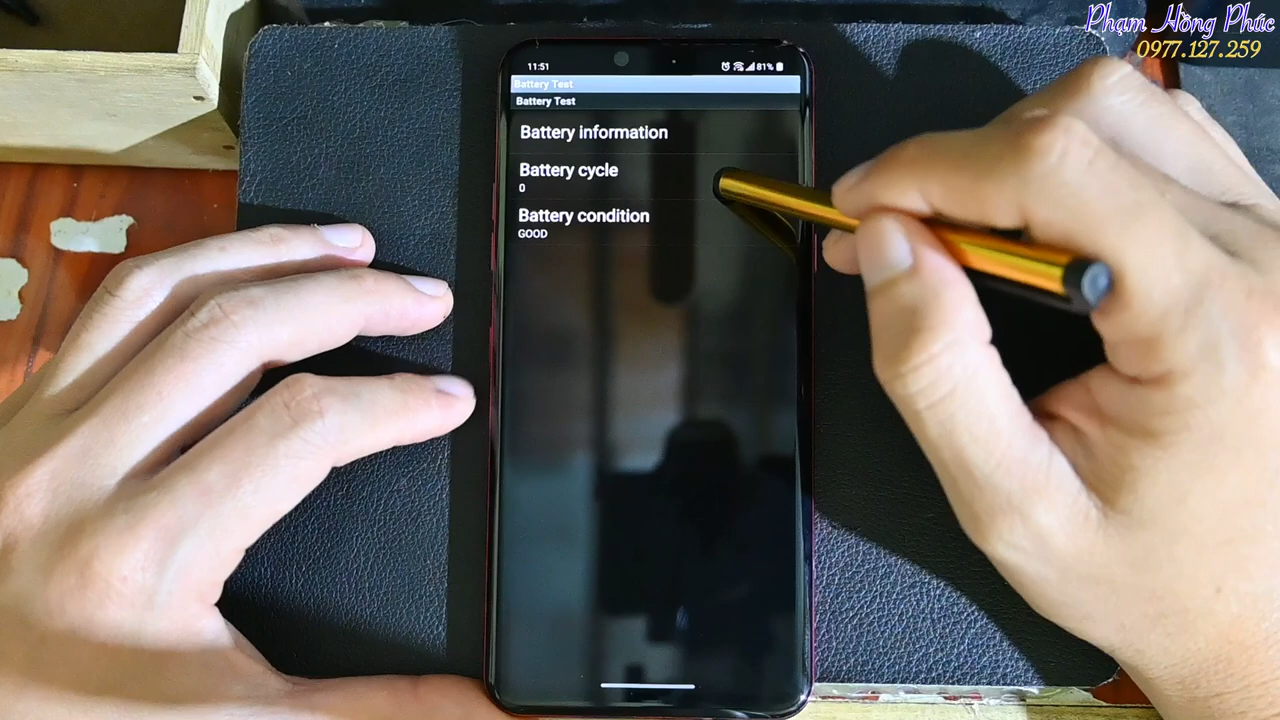 Phạm Hồng Phúc
0977.127.259
11:51
81%
Battery Test
Battery Test
Battery information
Battery cycle
0
Battery condition
GOOD